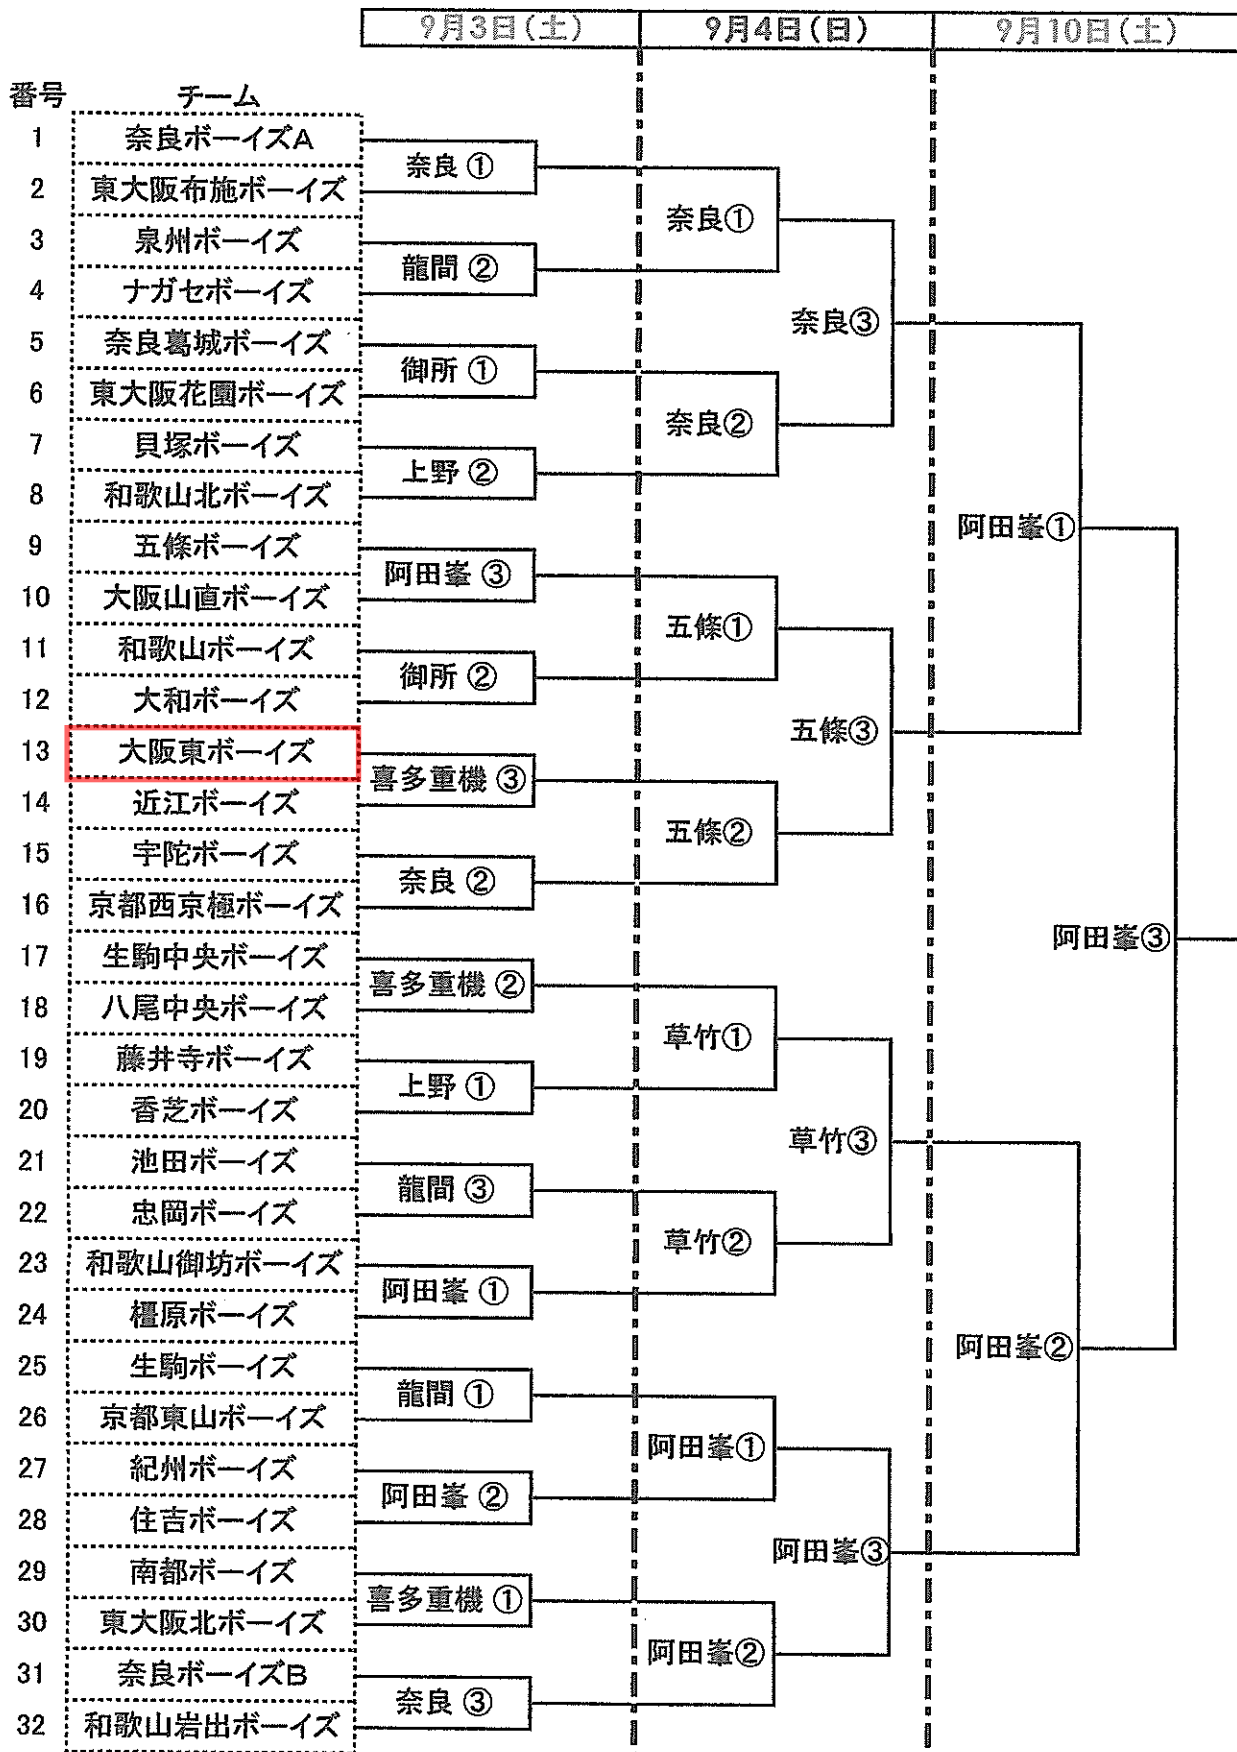 9月3日(土) 9月4日(日) 9月10日(土)
番号 チーム
1 奈良ボーイズA
奈良 ①
2 東大阪布施ボーイズ
奈良①
3 泉州ボーイズ
龍間 ②
4 ナガセボーイズ
奈良③
5 奈良葛城ボーイズ
御所 ①
6 東大阪花園ボーイズ
奈良②
7 貝塚ボーイズ
上野 ②
8 和歌山北ボーイズ
阿田峯①
9 五條ボーイズ
阿田峯 ③
10 大阪山直ボーイズ
五條①
11 和歌山ボーイズ
御所 ②
12 大和ボーイズ
五條③
13 大阪東ボーイズ
喜多重機 ③
14 近江ボーイズ
五條②
15 宇陀ボーイズ
奈良 ②
16 京都西京極ボーイズ
阿田峯③
17 生駒中央ボーイズ
喜多重機 ②
18 八尾中央ボーイズ
草竹①
19 藤井寺ボーイズ
上野 ①
20 香芝ボーイズ
草竹③
21 池田ボーイズ
龍間 ③
22 忠岡ボーイズ
草竹②
23 和歌山御坊ボーイズ
阿田峯 ①
24 橿原ボーイズ
阿田峯②
25 生駒ボーイズ
龍間 ①
26 京都東山ボーイズ
阿田峯①
27 紀州ボーイズ
阿田峯 ②
28 住吉ボーイズ
阿田峯③
29 南都ボーイズ
喜多重機 ①
30 東大阪北ボーイズ
阿田峯②
31 奈良ボーイズB
奈良 ③
32 和歌山岩出ボーイズ